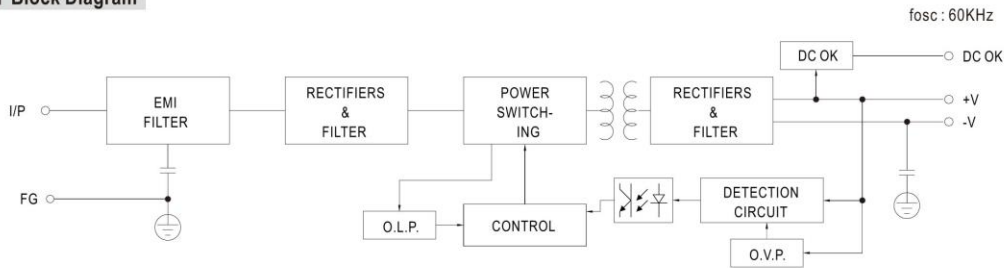 Block Diagram
fosc : 60KHz
DC OK
DC OK
I/P
EMI
FILTER
RECTIFIERS
&
FILTER
POWER
SWITCH-
ING
RECTIFIERS
&
FILTER
+V
-V
FG
O.L.P.
CONTROL
DETECTION
CIRCUIT
O.V.P.